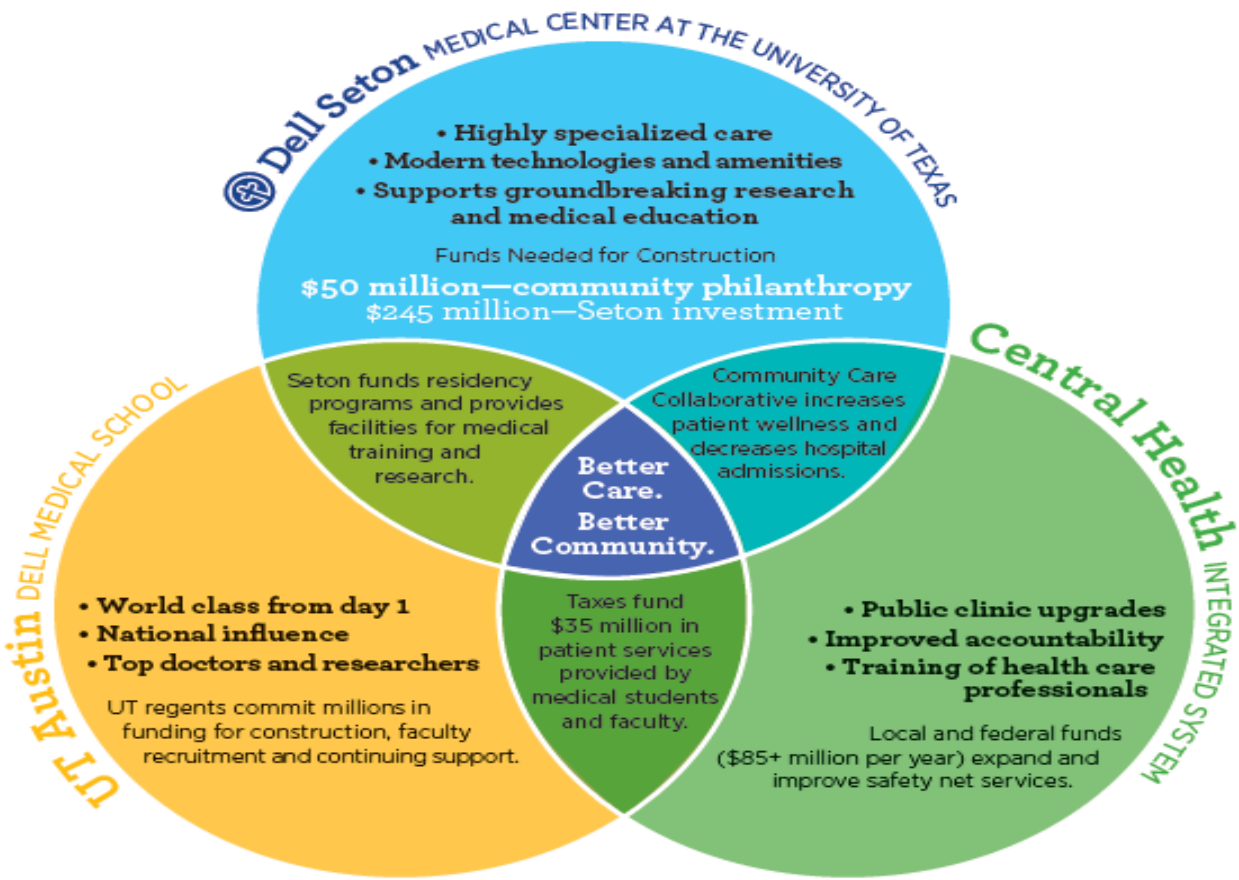 Dell Seton MEDICAL CENTER AT THE UNIVERSITY OF TEXAS
• Highly specialized care
• Modern technologies and amenities
• Supports groundbreaking research
and medical education
Funds Needed for Construction
$50 million—community philanthropy
$245 million—Seton investment
Seton funds residency
programs and provides
facilities for medical
training and
research.
Community Care
Collaborative increases
patient wellness and
decreases hospital
admissions.
Better
Care.
Better
Community.
UT Austin DELL MEDICAL SCHOOL
• World class from day 1
• National influence
• Top doctors and researchers
UT regents commit millions in
funding for construction, faculty
recruitment and continuing support.
Taxes fund
$35 million in
patient services
provided by
medical students
and faculty.
Central Health INTEGRATED SYSTEM
• Public clinic upgrades
• Improved accountability
• Training of health care
professionals
Local and federal funds
($85+ million per year) expand and
improve safety net services.